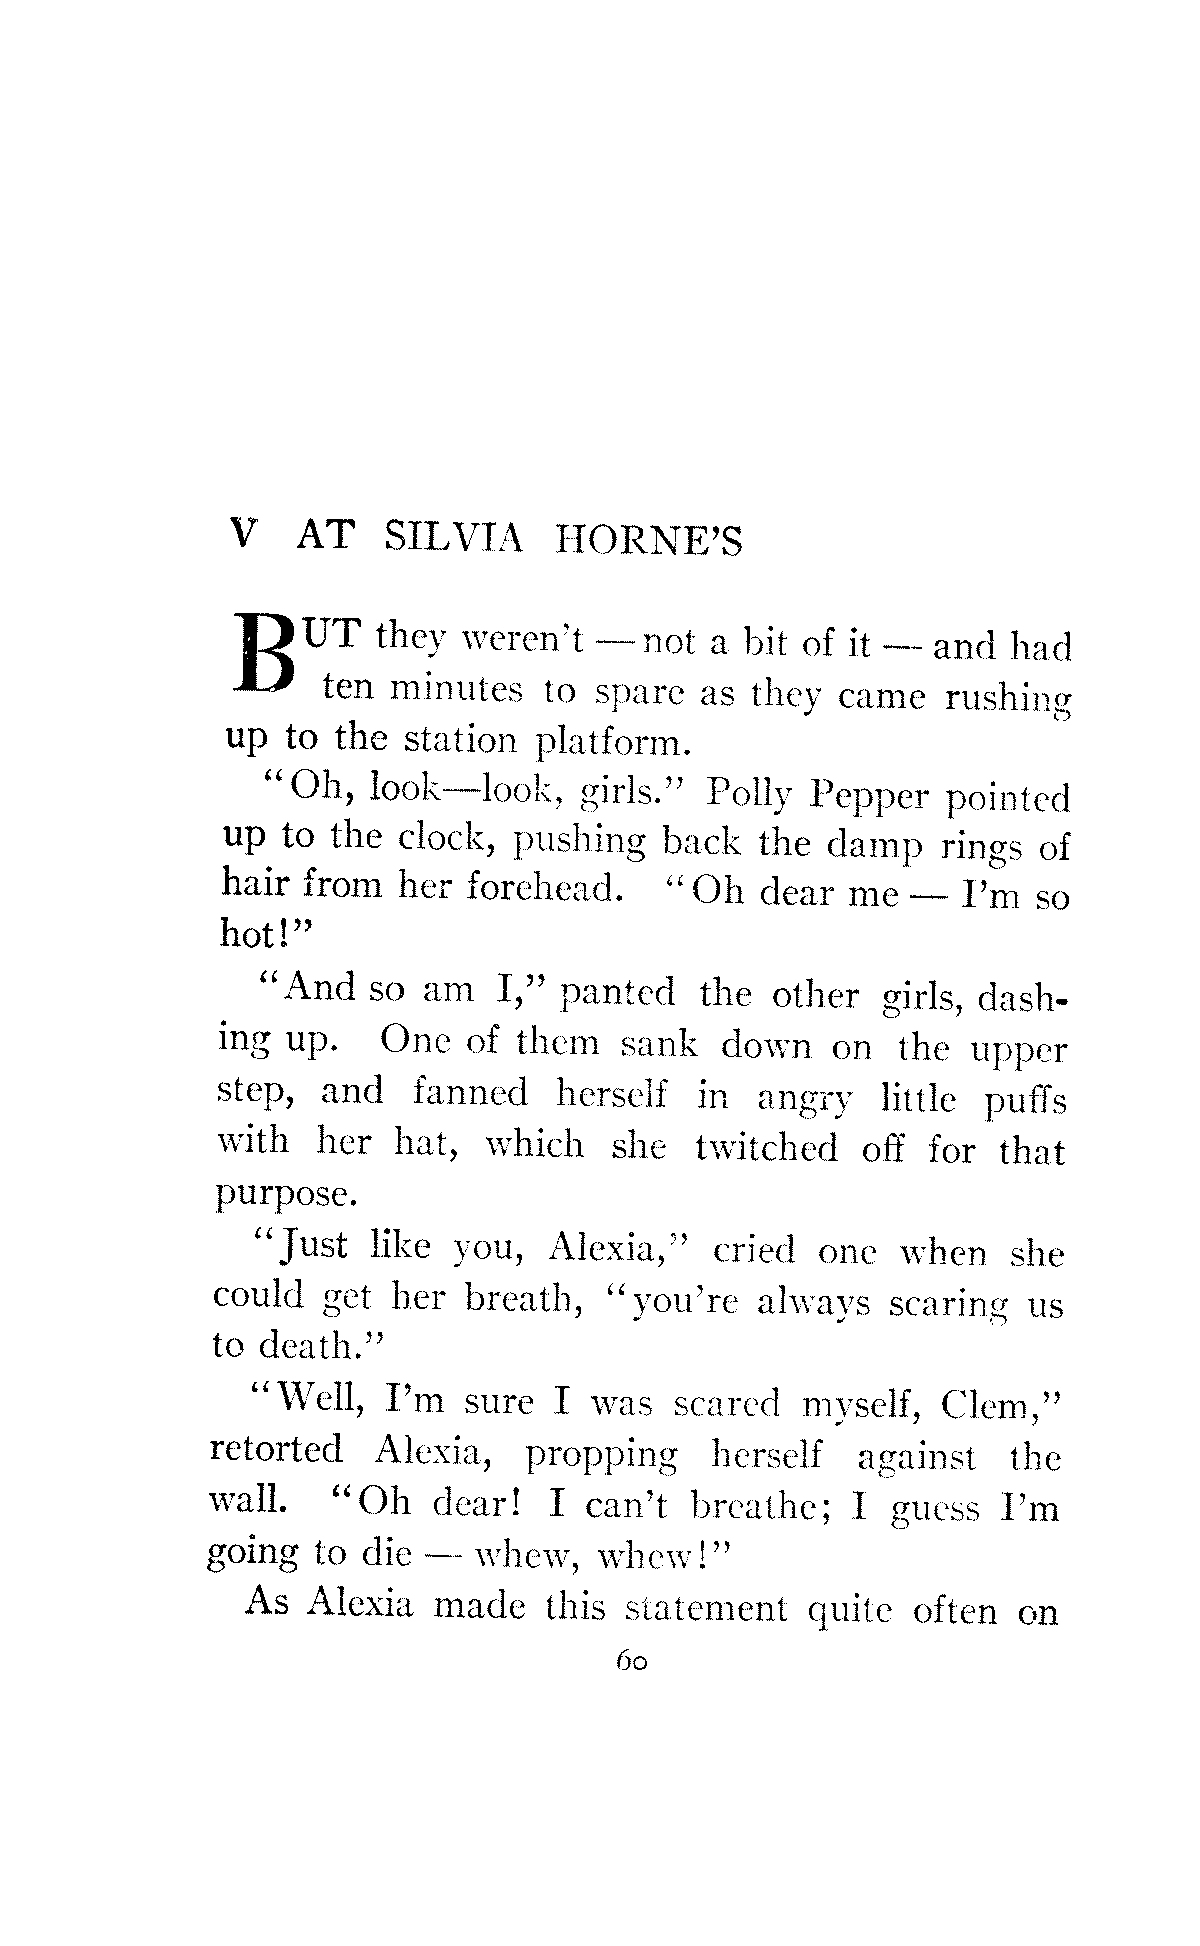 V AT SILVIA HORNE'S
BUT they weren't — not a bit of it — and had
ten minutes to spare as they came rushing
up to the station platform.
"Oh, look—look, girls." Polly Pepper pointed
up to the clock, pushing back the damp rings of
hair from her forehead. "Oh dear me — I'm so
hot!"
"And so am I," panted the other girls, dash-
ing up. One of them sank down on the upper
step, and fanned herself in angry little puffs
with her hat, which she twitched off for that
purpose.
"Just like you, Alexia," cried one when she
could get her breath, "you're always scaring us
to death."
"Well, I'm sure I was scared myself, Clem,"
retorted Alexia, propping herself against the
wall. "Oh dear! I can't breathe; I guess I'm
going to die — whew, whew!"
As Alexia made this statement quite often on
60